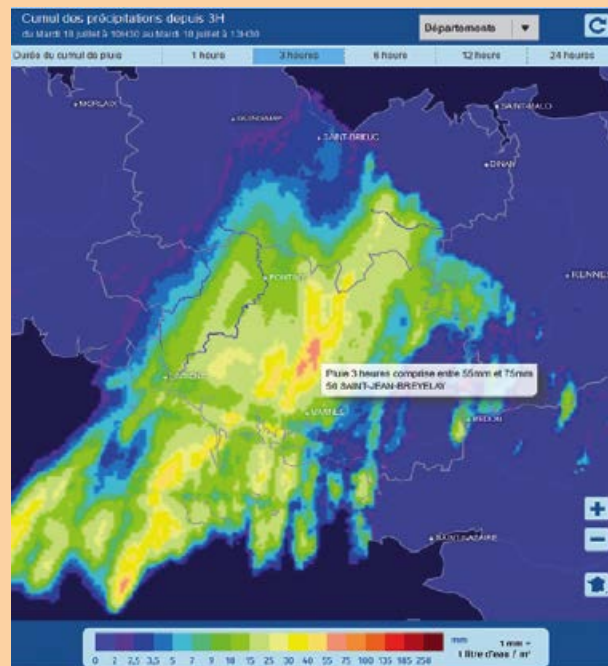 Cumul des précipitations depuis 3H
du Mardi 18 juillet à 10H30 au Mardi 18 juillet à 13H30
Départements
Durée du cumul de pluie 1 heure 3 heures 6 heure 12 heure 24 heures
MORLAIX
SAINT-MALO
GUINGAMP
SAINT-BRIEUC
DINAN
RENNES
PONTIVY
LORIENT
Pluie 3 heures comprise entre 55mm et 75mm
56 SAINT-JEAN-BREVELAY
VANNES
REDON
SAINT-NAZAIRE
+
−
mm 1 mm =
1 litre d'eau / m²
0 2 2,5 3,5 5 7 9 10 15 25 30 40 55 75 100 135 185 250